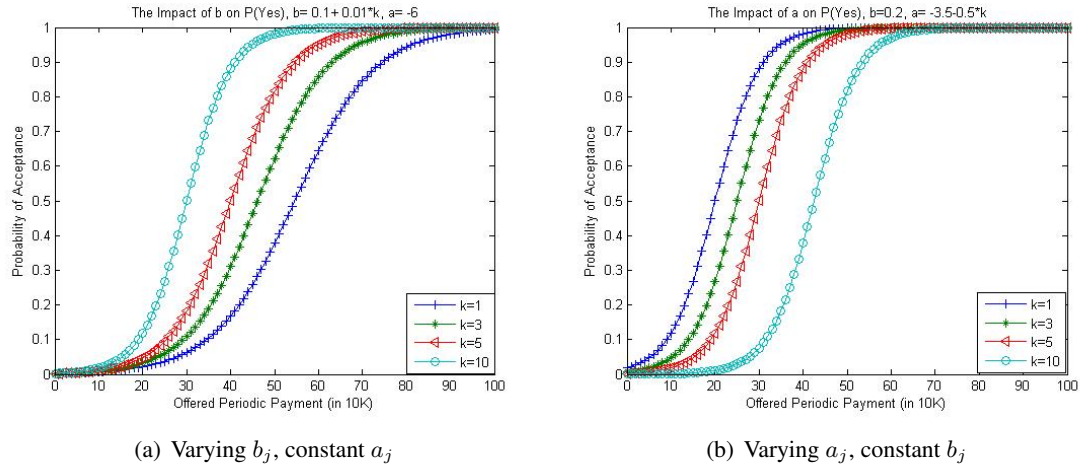 The Impact of b on P(Yes), b= 0.1+0.01*k, a= -6
1
0.9
0.8
0.7
0.6
0.5
0.4
0.3
0.2
0.1
0
Probability of Acceptance
0 10 20 30 40 50 60 70 80 90 100
Offered Periodic Payment (in 10K)
k=1
k=3
k=5
k=10
(a) Varying b_j, constant a_j
The Impact of a on P(Yes), b=0.2, a= -3.5-0.5*k
1
0.9
0.8
0.7
0.6
0.5
0.4
0.3
0.2
0.1
0
Probability of Acceptance
0 10 20 30 40 50 60 70 80 90 100
Offered Periodic Payment (in 10K)
k=1
k=3
k=5
k=10
(b) Varying a_j, constant b_j